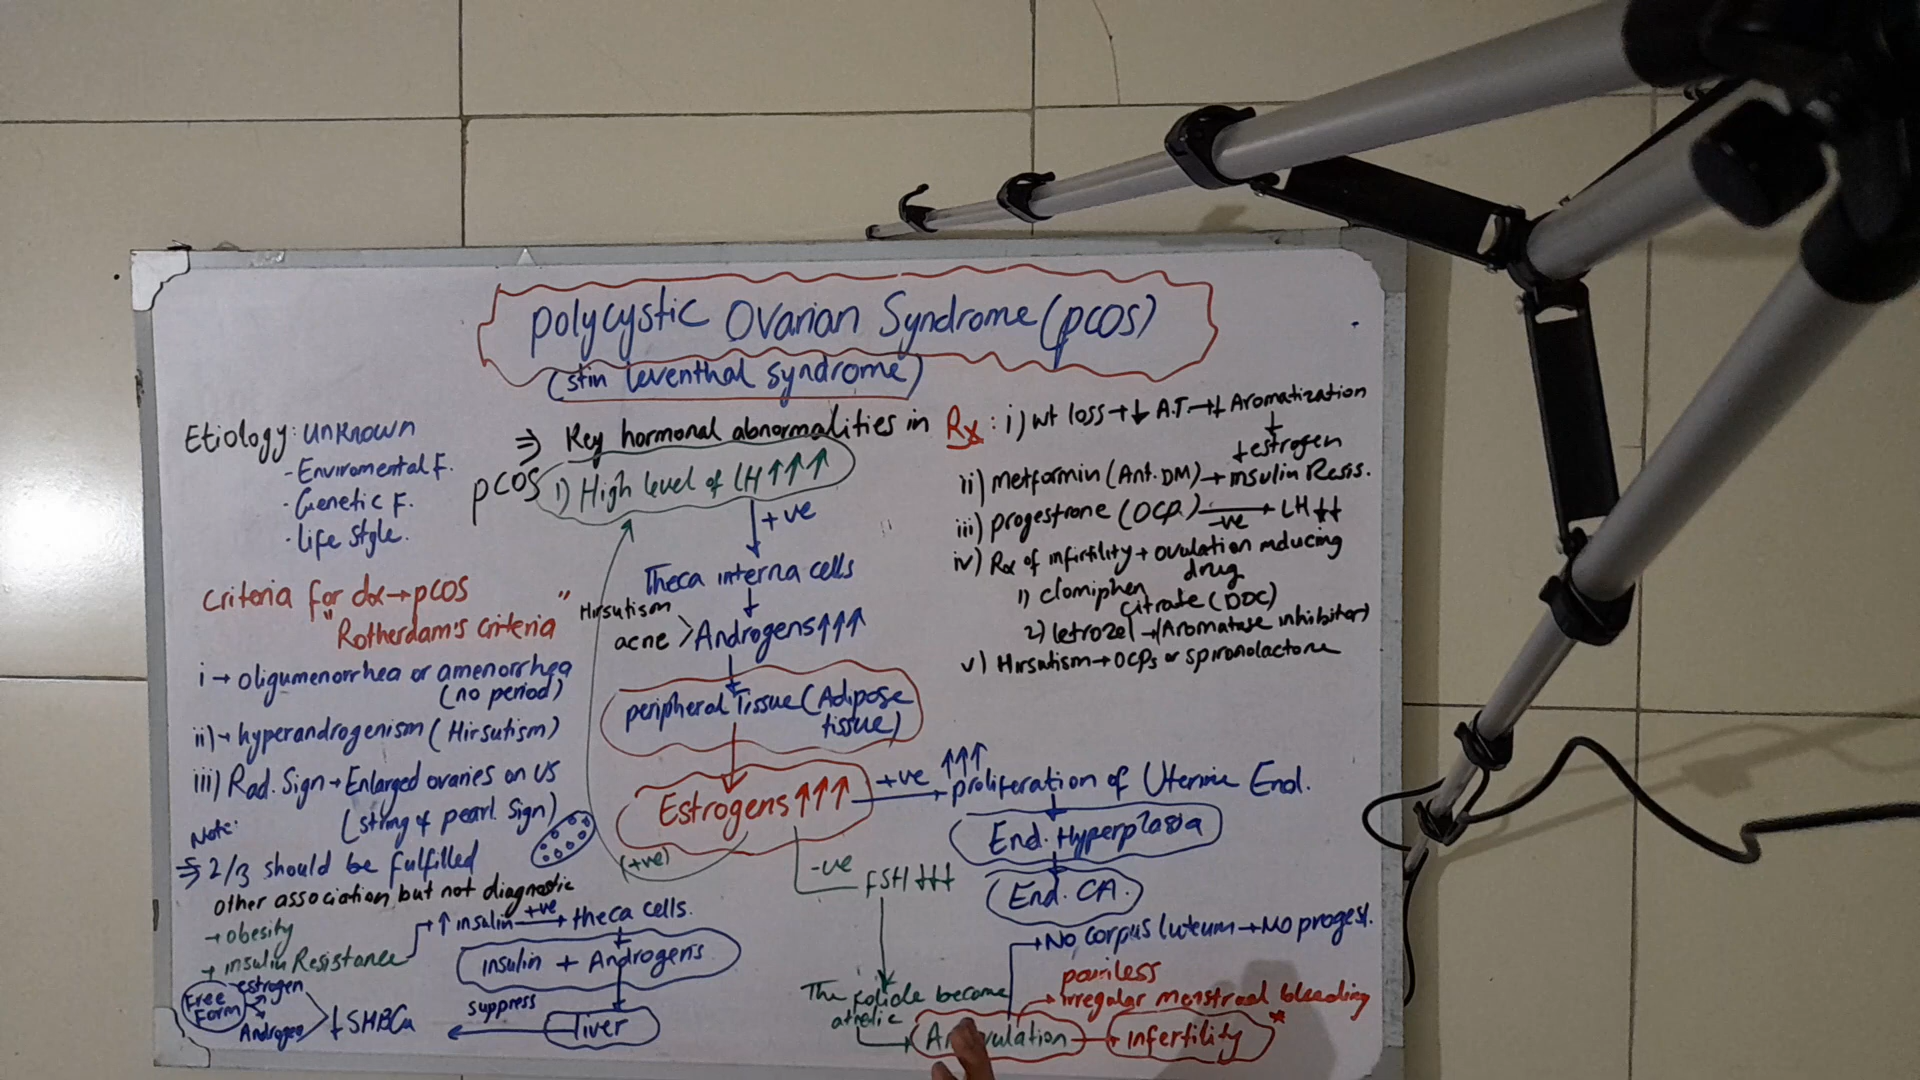 Polycystic Ovarian Syndrome (pcos)
(stin leventhal syndrome)
Etiology: unknown
- Enviromental F.
- Genetic F.
- Life style.
Criteria for dx → pcos
"Rotherdam's criteria"
i → oligumenorrhea or amenorrhea
(no period)
ii) → hyperandrogenism (Hirsutism)
iii) Rad. Sign → Enlarged ovaries on US
(string of pearl Sign)
Note:
⇒ 2/3 should be fulfilled
other association but not diagnostic
→ obesity
→ insulin Resistance → ↑ insulin +ve → theca cells.
insulin + Androgens
liver
suppress
↓ SHBG
Free Form
estrogen
Androgen
⇒ Key hormonal abnormalities in
pcos
1) High level of LH ↑↑↑
+ve
Theca interna cells
Hirsutism
acne > Androgens ↑↑↑
peripheral Tissue (Adipose
tissue)
Estrogens ↑↑↑
(+ve)
+ve → ↑↑↑ proliferation of Uterine End.
End. Hyperplasia
End. CA.
-ve
FSH ↓↓↓
The folicle become
atretic
ulation
→ No corpus luteum → No progest.
painless
→ irregular menstrual bleeding
→ Infertility *
Rx: i) wt loss → ↓ A.T → ↓ Aromatization
↓ estrogen
ii) metformin (Ant. DM) → insulin Resis.
iii) progestrone (OCP) -ve → LH ↓↓
iv) Rx of infirtility → ovulation inducing
drug
1) clomiphen
citrate (DOC)
2) letrozel → (Aromatase inhibitor)
v) Hirsutism → OCPs or spironolactone